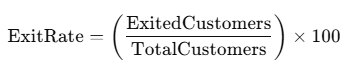 ExitRate = (ExitedCustomers / TotalCustomers) × 100